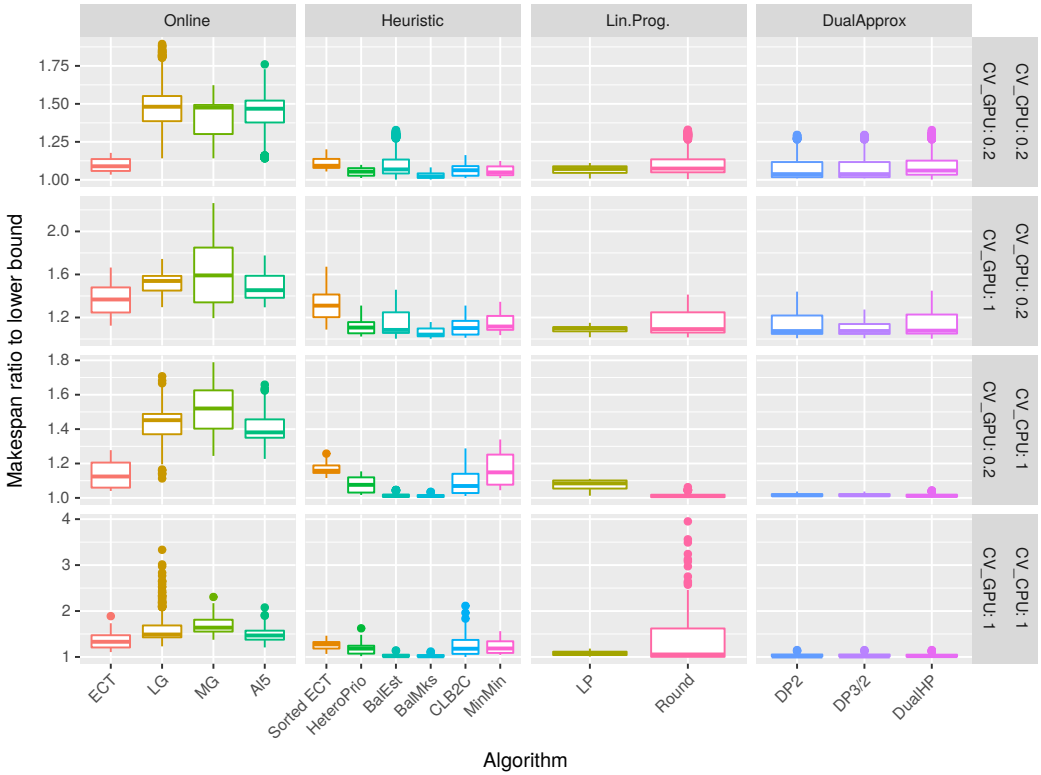 Online
Heuristic
Lin.Prog.
DualApprox
Makespan ratio to lower bound
1.75
1.50
1.25
1.00
CV_CPU: 0.2
CV_GPU: 0.2
2.0
1.6
1.2
CV_CPU: 0.2
CV_GPU: 1
1.8
1.6
1.4
1.2
1.0
CV_CPU: 1
CV_GPU: 0.2
4
3
2
1
CV_CPU: 1
CV_GPU: 1
ECT
LG
MG
AI5
Sorted ECT
HeteroPrio
BalEst
BalMks
CLB2C
MinMin
LP
Round
DP2
DP3/2
DualHP
Algorithm